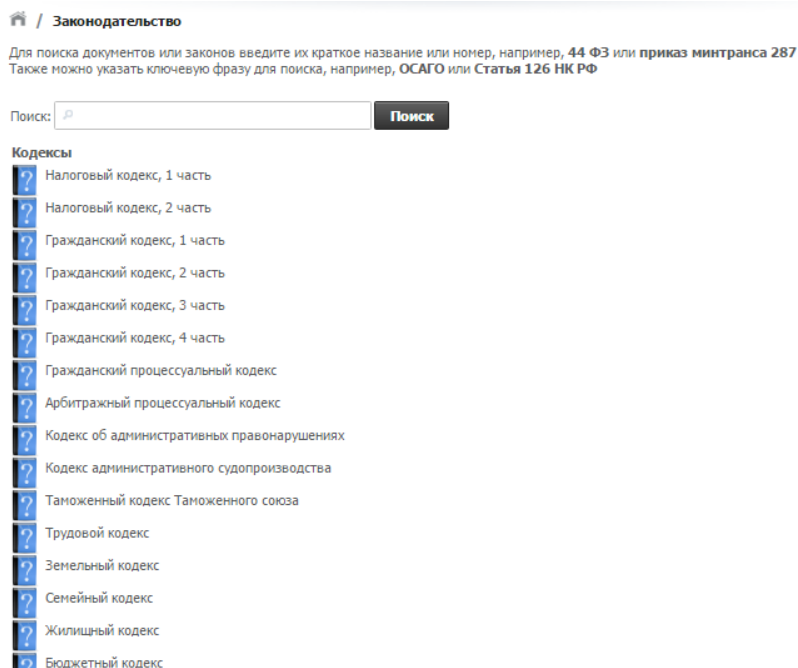 / Законодательство
Для поиска документов или законов введите их краткое название или номер, например, 44 ФЗ или приказ минтранса 287
Также можно указать ключевую фразу для поиска, например, ОСАГО или Статья 126 НК РФ
Поиск: Поиск
Кодексы
Налоговый кодекс, 1 часть
Налоговый кодекс, 2 часть
Гражданский кодекс, 1 часть
Гражданский кодекс, 2 часть
Гражданский кодекс, 3 часть
Гражданский кодекс, 4 часть
Гражданский процессуальный кодекс
Арбитражный процессуальный кодекс
Кодекс об административных правонарушениях
Кодекс административного судопроизводства
Таможенный кодекс Таможенного союза
Трудовой кодекс
Земельный кодекс
Семейный кодекс
Жилищный кодекс
Бюджетный кодекс